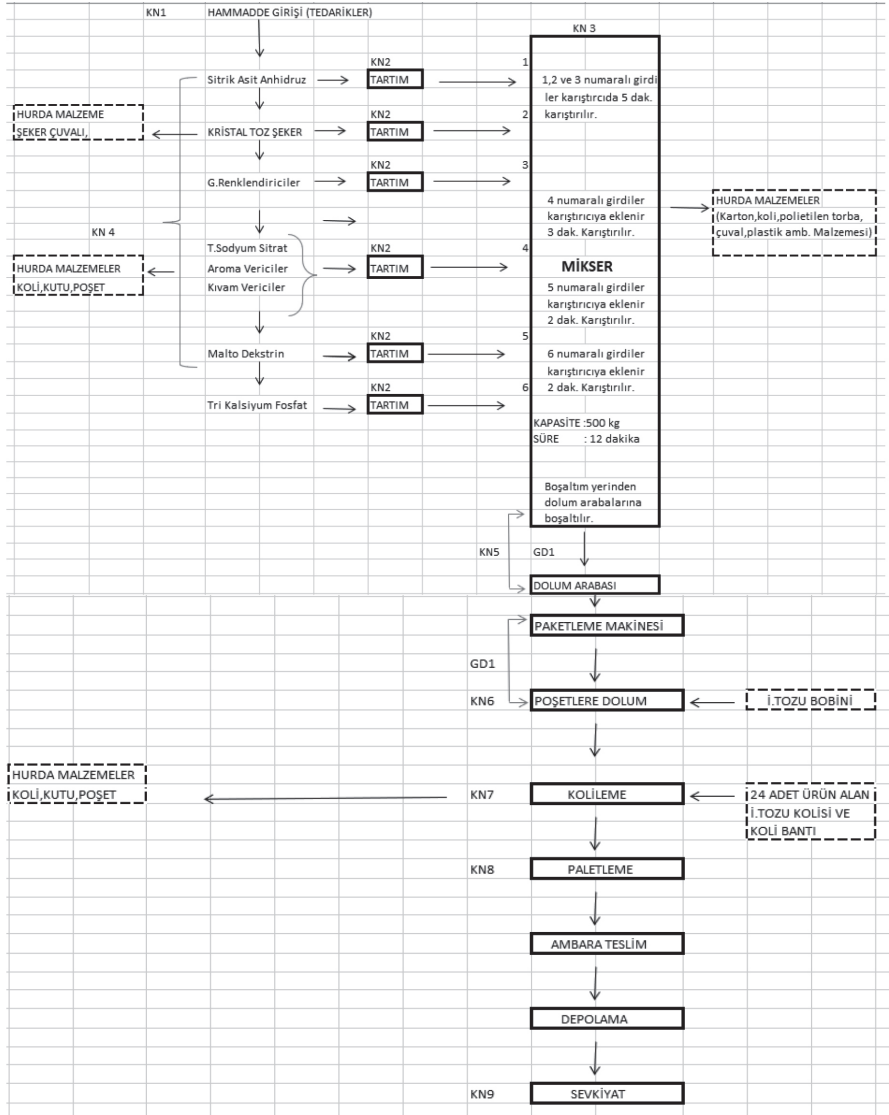 KN1 HAMMADDE GİRİŞİ (TEDARİKLER)
KN 3
KN2 1
Sitrik Asit Anhidruz TARTIM 1,2 ve 3 numaralı girdi
ler karıştırcıda 5 dak.
karıştırılır.
HURDA MALZEME
ŞEKER ÇUVALI,
KN2 2
KRİSTAL TOZ ŞEKER TARTIM
KN2 3
G.Renklendiriciler TARTIM
4 numaralı girdiler
karıştırıcıya eklenir
3 dak. Karıştırılır.
HURDA MALZEMELER
(Karton,koli,polietilen torba,
çuval,plastik amb. Malzemesi)
KN 4
T.Sodyum Sitrat KN2 4
Aroma Vericiler TARTIM MİKSER
Kıvam Vericiler
HURDA MALZEMELER
KOLİ,KUTU,POŞET
5 numaralı girdiler
karıştırıcıya eklenir
2 dak. Karıştırılır.
KN2 5
Malto Dekstrin TARTIM 6 numaralı girdiler
karıştırıcıya eklenir
2 dak. Karıştırılır.
KN2 6
Tri Kalsiyum Fosfat TARTIM
KAPASİTE :500 kg
SÜRE : 12 dakika
Boşaltım yerinden
dolum arabalarına
boşaltılır.
KN5 GD1
DOLUM ARABASI
PAKETLEME MAKİNESİ
GD1
KN6 POŞETLERE DOLUM İ.TOZU BOBİNİ
HURDA MALZEMELER
KOLİ,KUTU,POŞET
KN7 KOLİLEME 24 ADET ÜRÜN ALAN
İ.TOZU KOLİSİ VE
KOLİ BANTI
KN8 PALETLEME
AMBARA TESLİM
DEPOLAMA
KN9 SEVKİYAT